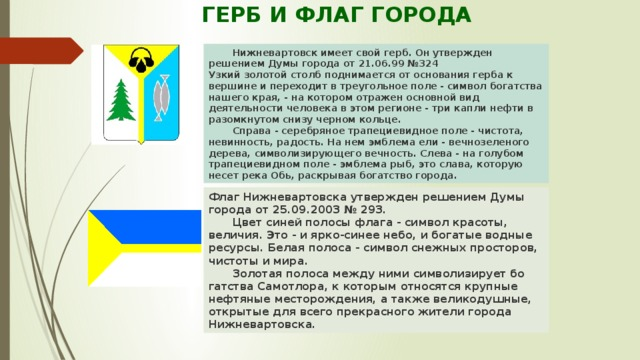 ГЕРБ И ФЛАГ ГОРОДА
Нижневартовск имеет свой герб. Он утвержден
решением Думы города от 21.06.99 №324
Узкий золотой столб поднимается от основания герба к
вершине и переходит в треугольное поле - символ богатства
нашего края, - на котором отражен основной вид
деятельности человека в этом регионе - три капли нефти в
разомкнутом снизу черном кольце.
Справа - серебряное трапециевидное поле - чистота,
невинность, радость. На нем эмблема ели - вечнозеленого
дерева, символизирующего вечность. Слева - на голубом
трапециевидном поле - эмблема рыб, это слава, которую
несет река Обь, раскрывая богатство города.
Флаг Нижневартовска утвержден решением Думы
города от 25.09.2003 № 293.
Цвет синей полосы флага - символ красоты,
величия. Это - и ярко-синее небо, и богатые водные
ресурсы. Белая полоса - символ снежных просторов,
чистоты и мира.
Золотая полоса между ними символизирует бо
гатства Самотлора, к которым относятся крупные
нефтяные месторождения, а также великодушные,
открытые для всего прекрасного жители города
Нижневартовска.